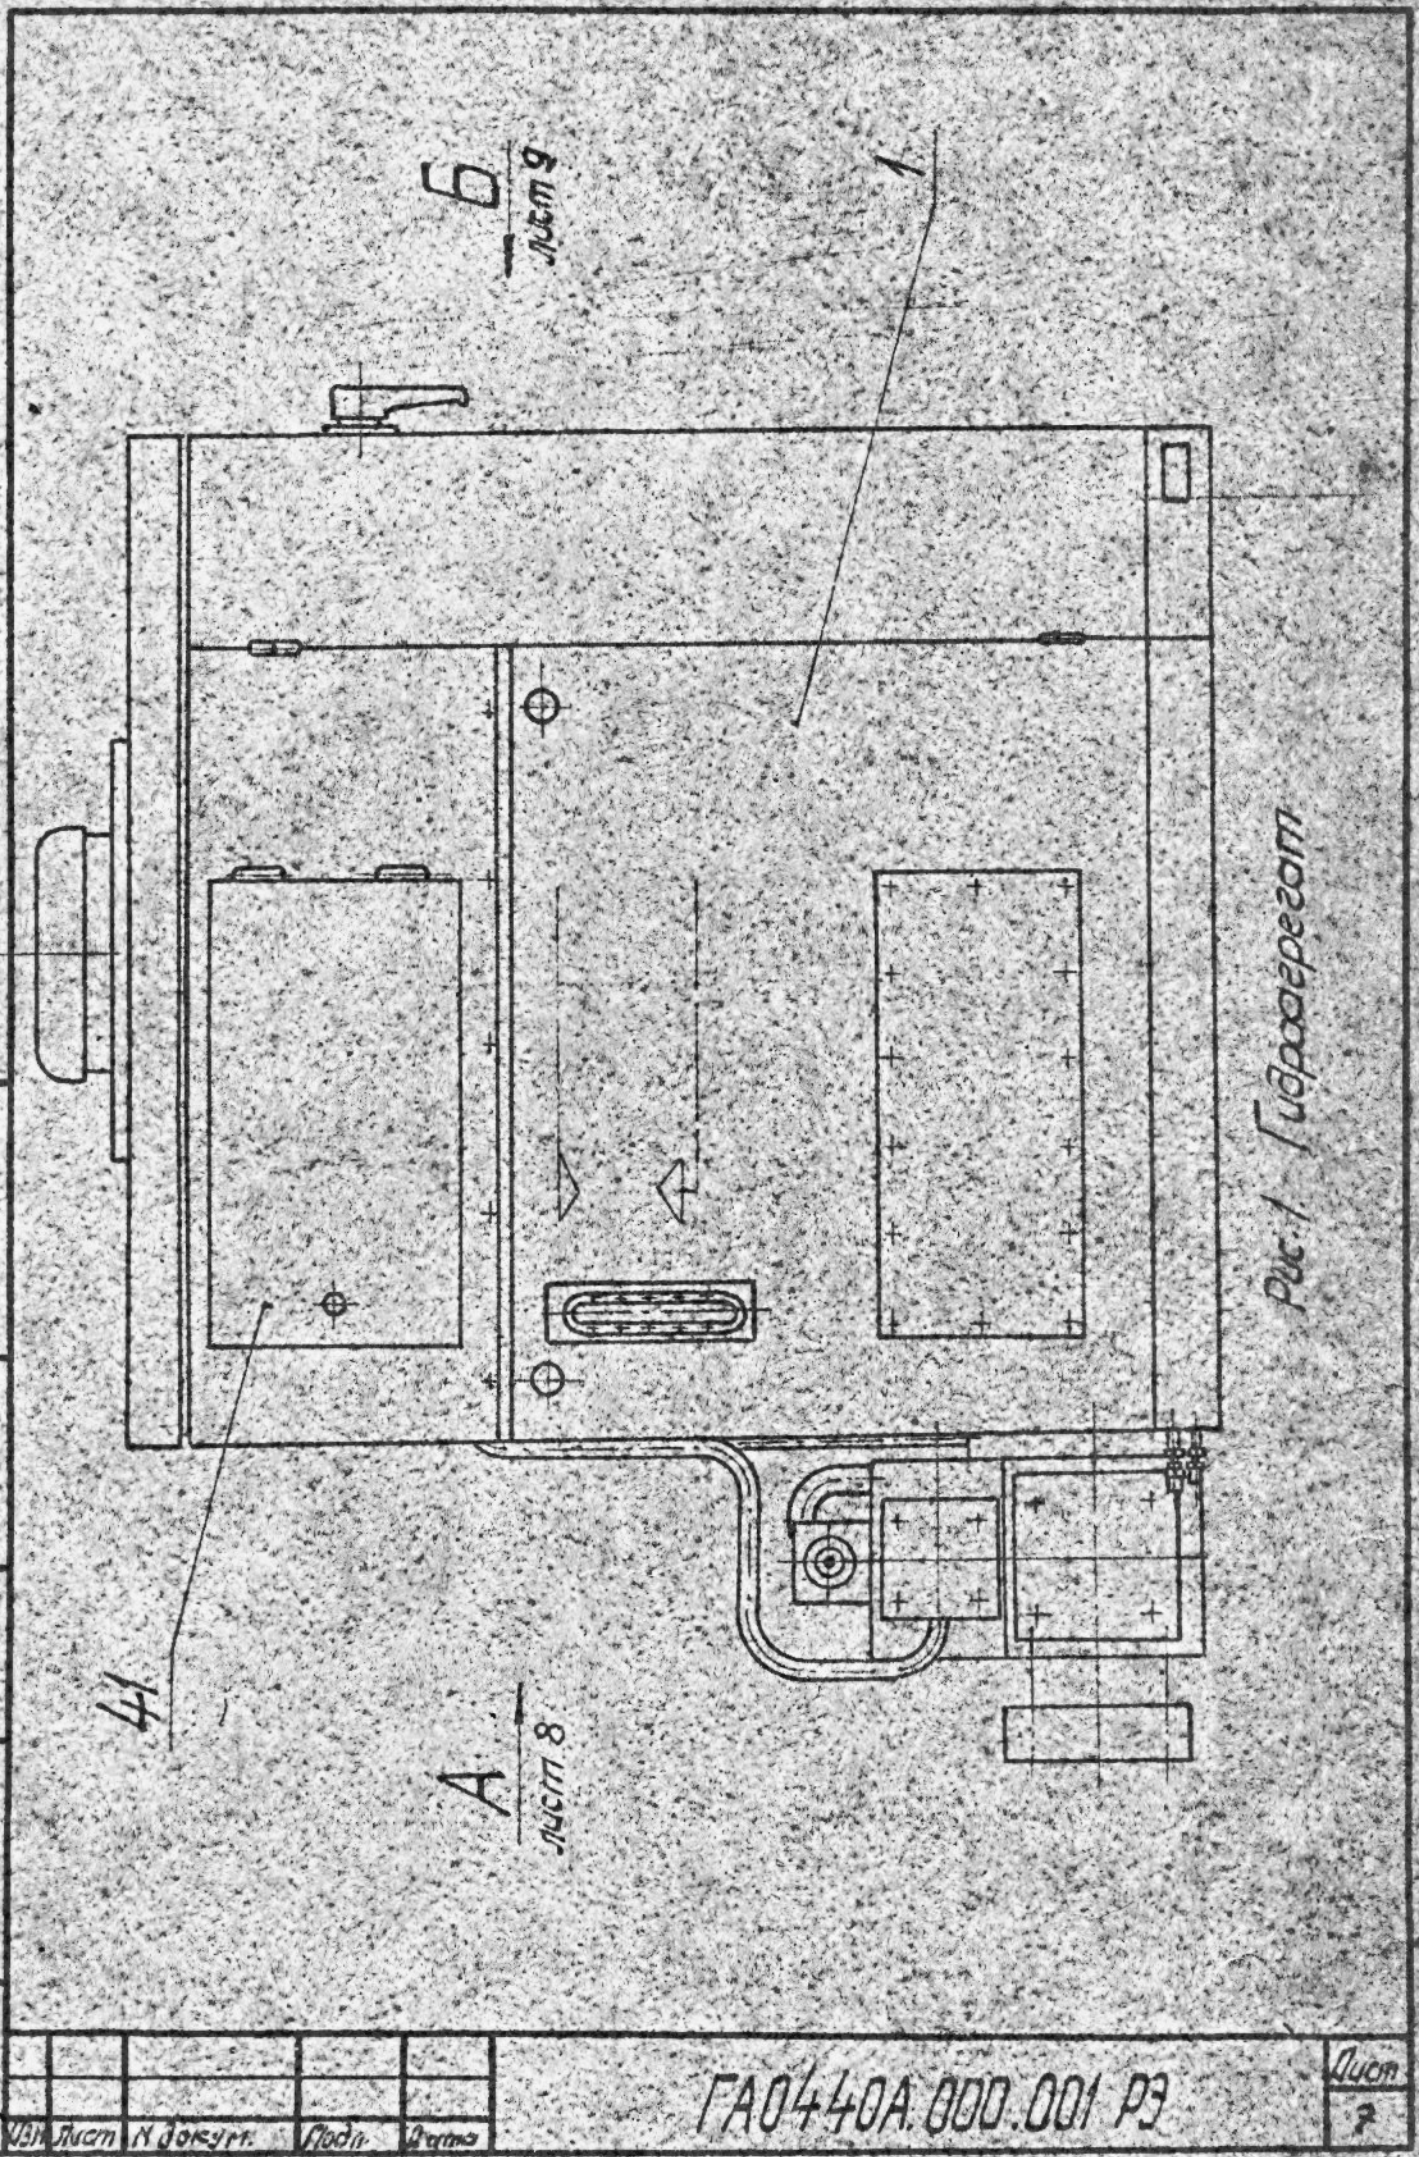 Б
лист 9
1
41
А
лист 8
Рис. 1 Гидроагрегат
Изм Лист N докум. Подп. Дата
ГА0440А.000.001 РЭ
Лист
7